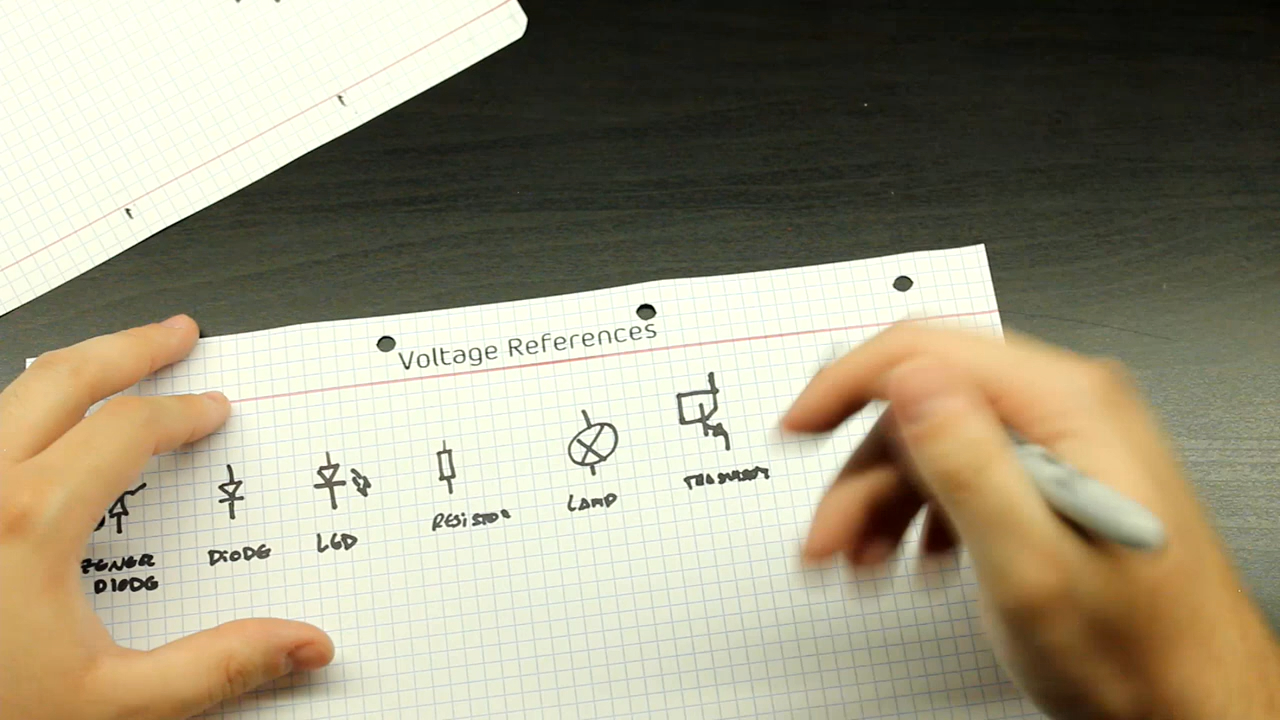 Voltage References
ZENER
DIODE
DIODE
LED
RESISTOR
LAMP